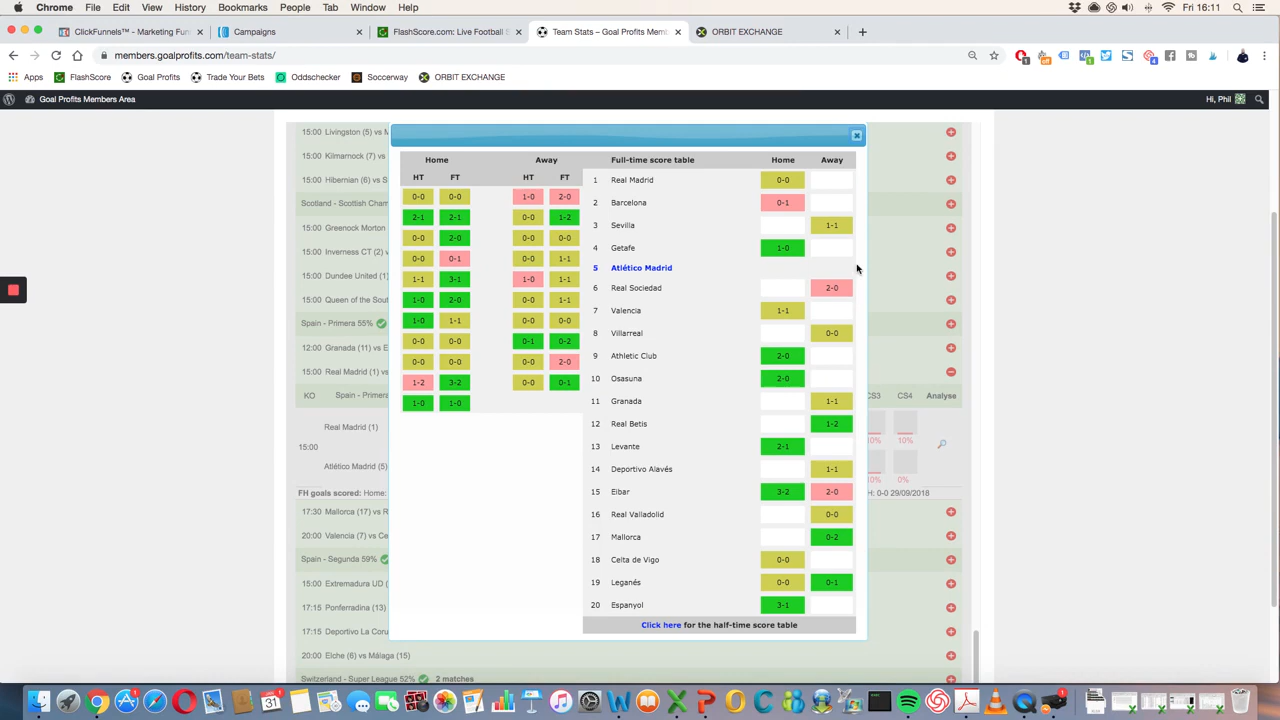 Chrome File Edit View History Bookmarks People Tab Window Help Fri 16:11
ClickFunnels™ - Marketing Fun Campaigns FlashScore.com: Live Football S Team Stats – Goal Profits Mem ORBIT EXCHANGE
members.goalprofits.com/team-stats/
Apps FlashScore Goal Profits Trade Your Bets Oddschecker Soccerway ORBIT EXCHANGE
Goal Profits Members Area Hi, Phil
15:00 Livingston (5) vs M
15:00 Kilmarnock (7) vs
15:00 Hibernian (6) vs S
Scotland - Scottish Cham
15:00 Greenock Morton
15:00 Inverness CT (2) v
15:00 Dundee United (1)
15:00 Queen of the Sout
Spain - Primera 55%
12:00 Granada (11) vs E
15:00 Real Madrid (1) vs
KO Spain - Primera
Real Madrid (1)
15:00
Atlético Madrid (5)
FH goals scored: Home:
17:30 Mallorca (17) vs R
20:00 Valencia (7) vs Ce
Spain - Segunda 59%
15:00 Extremadura UD
17:15 Ponferradina (13)
17:15 Deportivo La Coru
20:00 Elche (6) vs Málaga (15)
Switzerland - Super League 52% 2 matches
Home Away
HT FT HT FT
0-0 0-0 1-0 2-0
2-1 2-1 0-0 1-2
0-0 2-0 0-0 0-0
0-0 0-1 0-0 1-1
1-1 3-1 1-0 1-1
1-0 2-0 0-0 1-1
1-0 1-1 0-0 0-0
0-0 0-0 0-1 0-2
0-0 0-0 0-0 2-0
1-2 3-2 0-0 0-1
1-0 1-0
Full-time score table Home Away
1 Real Madrid 0-0
2 Barcelona 0-1
3 Sevilla 1-1
4 Getafe 1-0
5 Atlético Madrid
6 Real Sociedad 2-0
7 Valencia 1-1
8 Villarreal 0-0
9 Athletic Club 2-0
10 Osasuna 2-0
11 Granada 1-1
12 Real Betis 1-2
13 Levante 2-1
14 Deportivo Alavés 1-1
15 Eibar 3-2 2-0
16 Real Valladolid 0-0
17 Mallorca 0-2
18 Celta de Vigo 0-0
19 Leganés 0-0 0-1
20 Espanyol 3-1
Click here for the half-time score table
CS3 CS4 Analyse
10% 10%
10% 0%
H: 0-0 29/09/2018